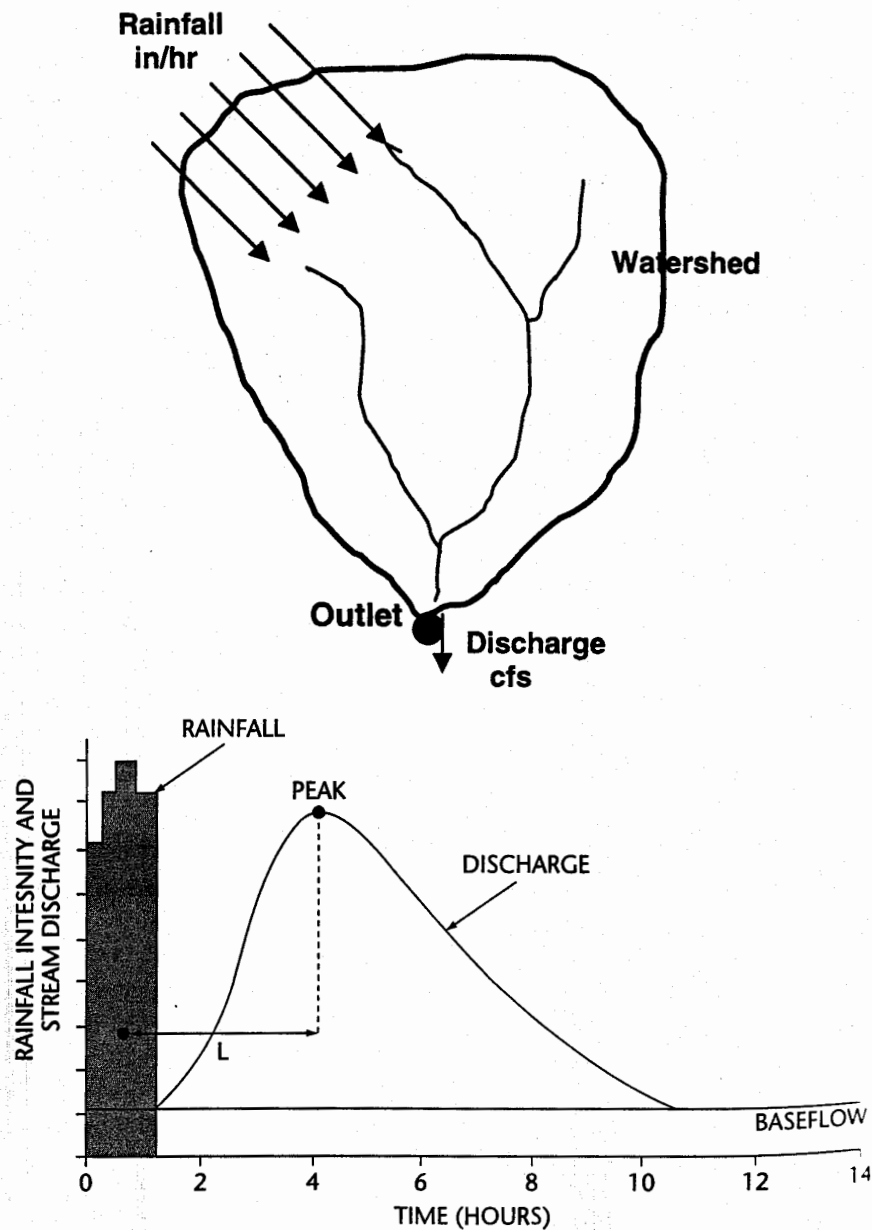 Rainfall
in/hr
Watershed
Outlet
Discharge
cfs
RAINFALL
PEAK
DISCHARGE
L
BASEFLOW
RAINFALL INTESNITY AND
STREAM DISCHARGE
0 2 4 6 8 10 12 14
TIME (HOURS)